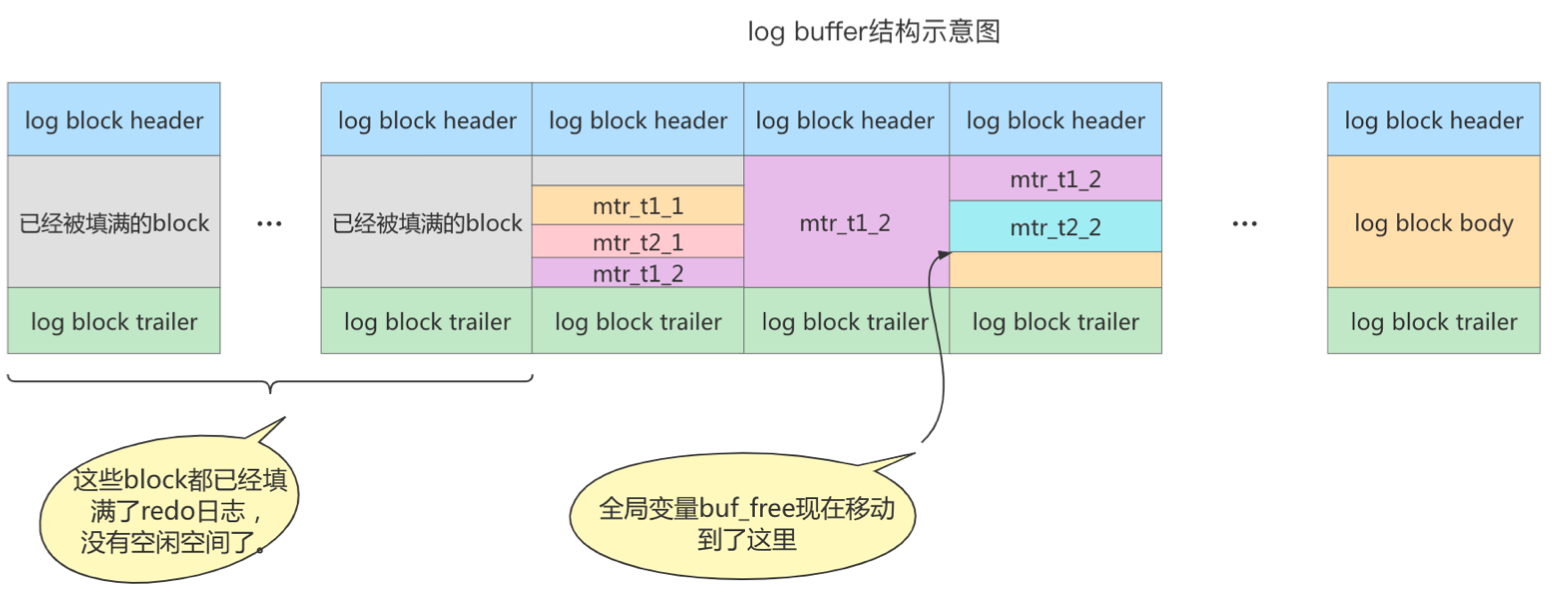 log buffer结构示意图
log block header
log block header
log block header
log block header
log block header
log block header
已经被填满的block
...
已经被填满的block
mtr_t1_1
mtr_t2_1
mtr_t1_2
mtr_t1_2
mtr_t1_2
mtr_t2_2
...
log block body
log block trailer
log block trailer
log block trailer
log block trailer
log block trailer
log block trailer
这些block都已经填
满了redo日志，
没有空闲空间了。
全局变量buf_free现在移动
到了这里